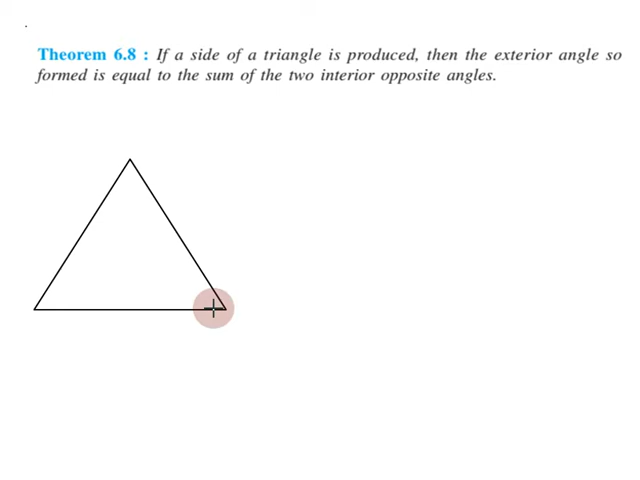 Theorem 6.8 : If a side of a triangle is produced, then the exterior angle so
formed is equal to the sum of the two interior opposite angles.